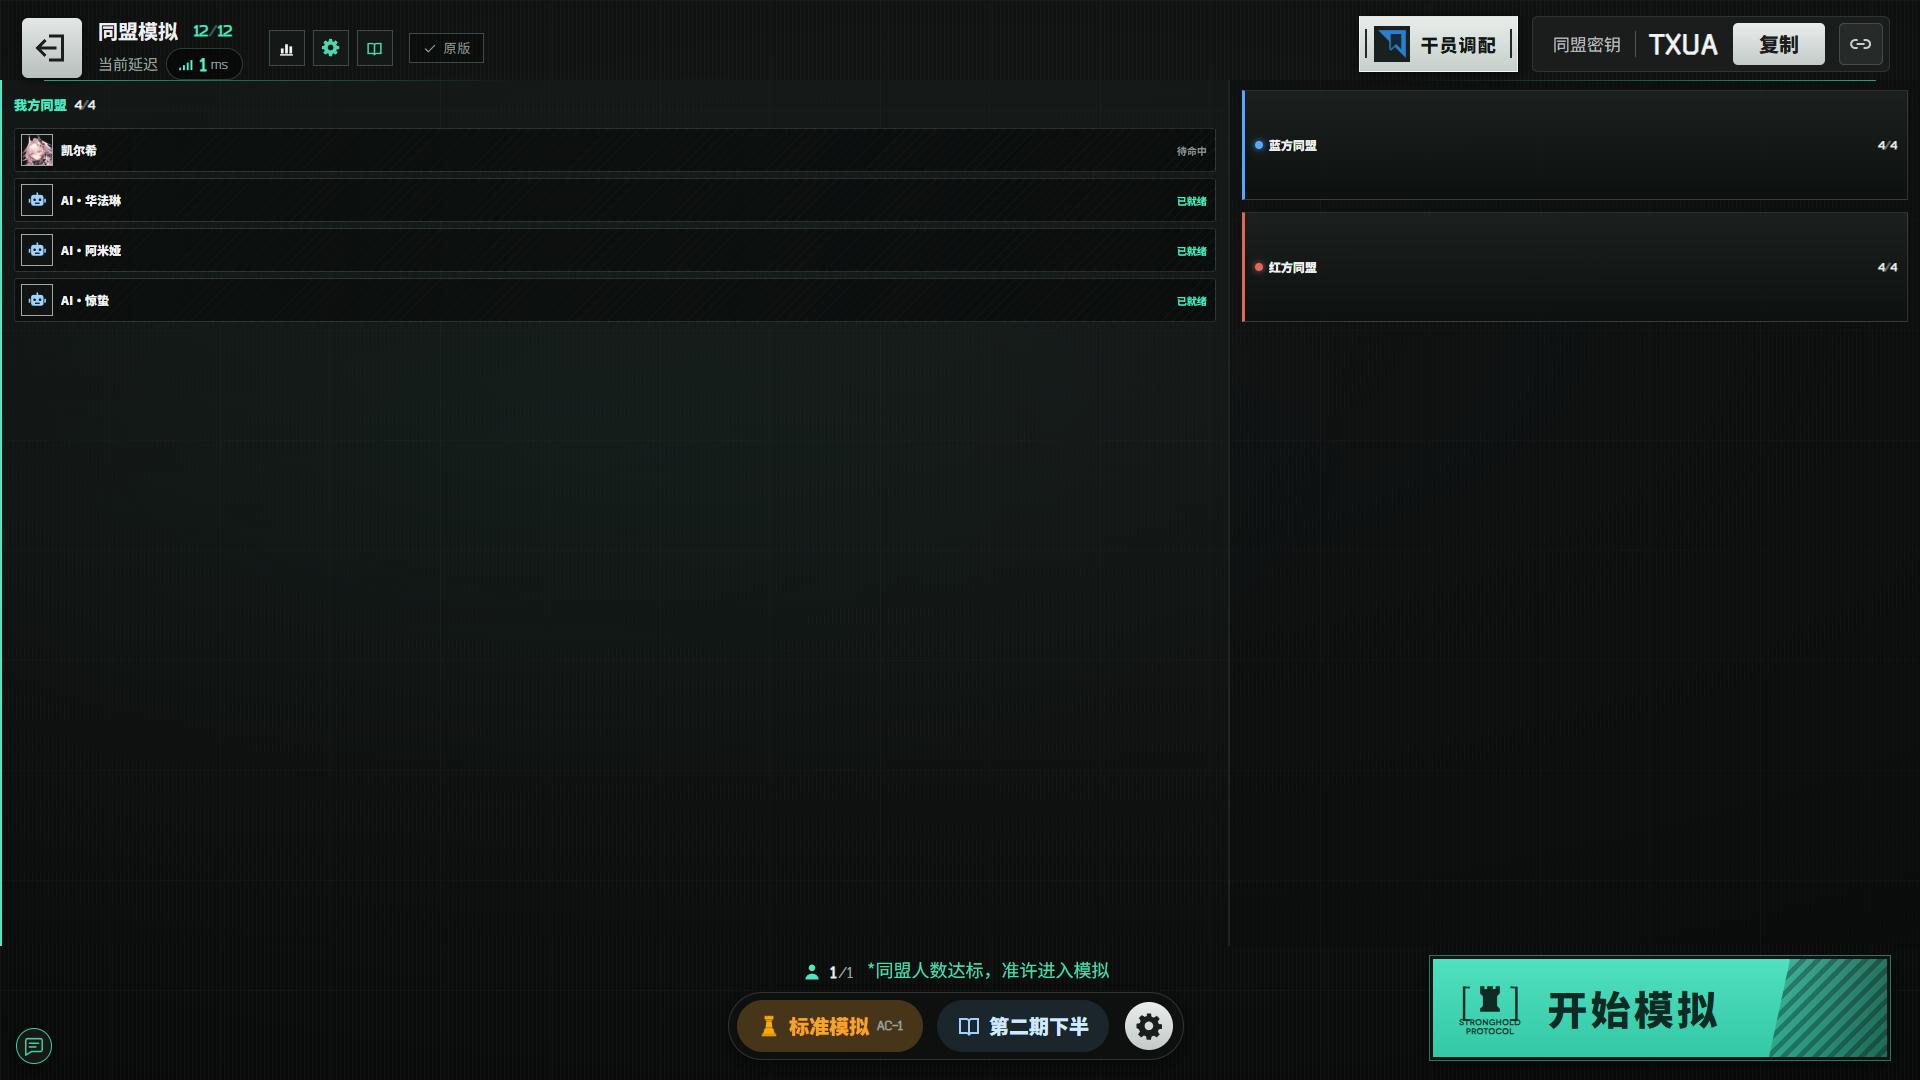 同盟模拟 12/12
当前延迟 1 ms
原版
干员调配
同盟密钥 TXUA 复制
我方同盟 4/4
凯尔希 待命中
AI·华法琳 已就绪
AI·阿米娅 已就绪
AI·惊蛰 已就绪
蓝方同盟 4/4
红方同盟 4/4
1/1 *同盟人数达标，准许进入模拟
标准模拟 AC-1
第二期下半
STRONGHOLD
PROTOCOL
开始模拟